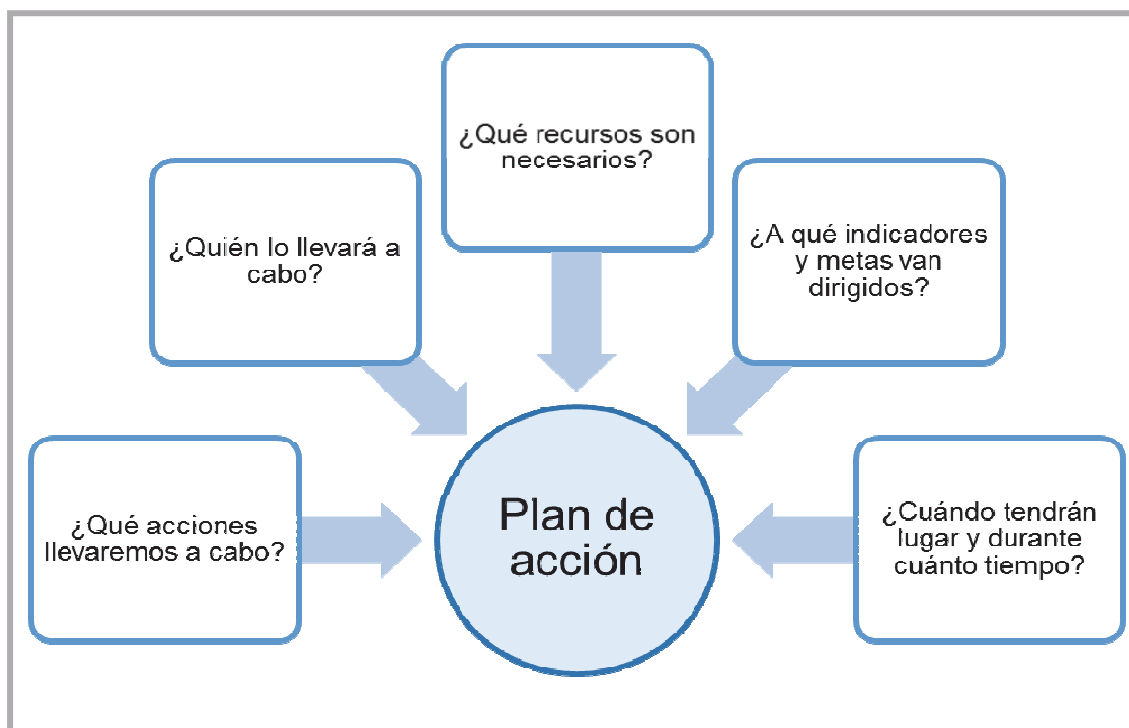 ¿Qué recursos son
necesarios?
¿Quién lo llevará a
cabo?
¿A qué indicadores
y metas van
dirigidos?
¿Qué acciones
llevaremos a cabo?
Plan de
acción
¿Cuándo tendrán
lugar y durante
cuánto tiempo?